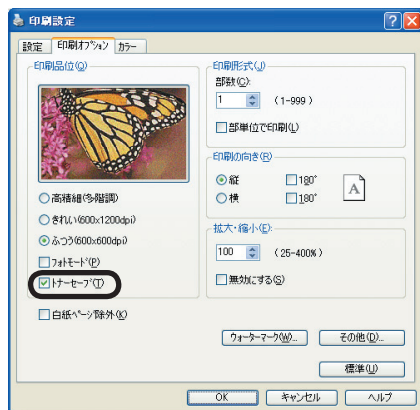 印刷設定
設定 印刷オプション カラー
印刷品位(Q)
高精細(多階調)
きれい(600x1200dpi)
ふつう(600x600dpi)
フォトモード(P)
トナーセーブ(T)
白紙ページ除外(K)
印刷形式(J)
部数(C):
1 (1-999)
部単位で印刷(L)
印刷の向き(R)
縦 180°
横 180°
A
拡大・縮小(E):
100 (25-400%)
無効にする(S)
ウォーターマーク(W)... その他(D)...
標準(U)
OK キャンセル ヘルプ